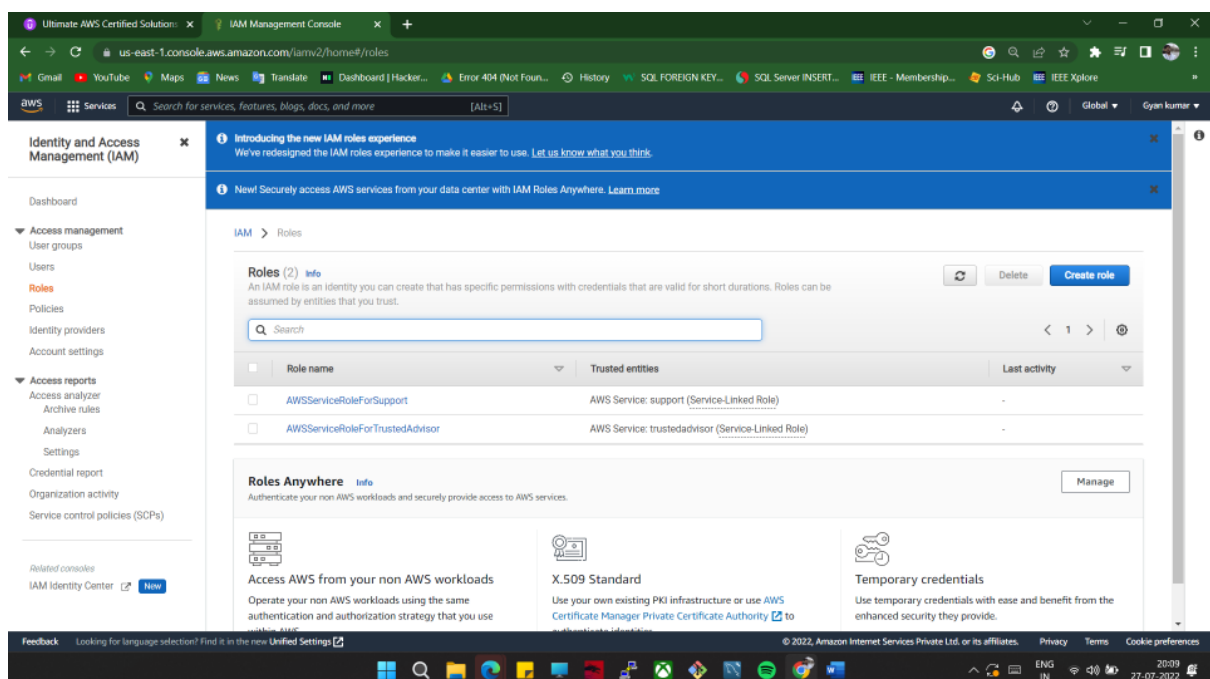 Ultimate AWS Certified Solutions
IAM Management Console
us-east-1.console.aws.amazon.com/iamv2/home#/roles
Gmail YouTube Maps News Translate Dashboard | Hacker... Error 404 (Not Foun... History SQL FOREIGN KEY... SQL Server INSERT... IEEE - Membership... Sci-Hub IEEE Xplore »
aws Services Search for services, features, blogs, docs, and more [Alt+S] Global Gyan kumar
Identity and Access
Management (IAM)
Dashboard
Access management
User groups
Users
Roles
Policies
Identity providers
Account settings
Access reports
Access analyzer
Archive rules
Analyzers
Settings
Credential report
Organization activity
Service control policies (SCPs)
Related consoles
IAM Identity Center New
Introducing the new IAM roles experience
We've redesigned the IAM roles experience to make it easier to use. Let us know what you think.
New! Securely access AWS services from your data center with IAM Roles Anywhere. Learn more
IAM > Roles
Roles (2) Info
Delete Create role
An IAM role is an identity you can create that has specific permissions with credentials that are valid for short durations. Roles can be
assumed by entities that you trust.
Search
1
Role name Trusted entities Last activity
AWSServiceRoleForSupport AWS Service: support (Service-Linked Role) -
AWSServiceRoleForTrustedAdvisor AWS Service: trustedadvisor (Service-Linked Role) -
Roles Anywhere Info
Manage
Authenticate your non AWS workloads and securely provide access to AWS services.
Access AWS from your non AWS workloads
Operate your non AWS workloads using the same
authentication and authorization strategy that you use
within AWS
X.509 Standard
Use your own existing PKI infrastructure or use AWS
Certificate Manager Private Certificate Authority to
authenticate identities
Temporary credentials
Use temporary credentials with ease and benefit from the
enhanced security they provide.
Feedback Looking for language selection? Find it in the new Unified Settings © 2022, Amazon Internet Services Private Ltd. or its affiliates. Privacy Terms Cookie preferences
ENG
IN
20:09
27-07-2022